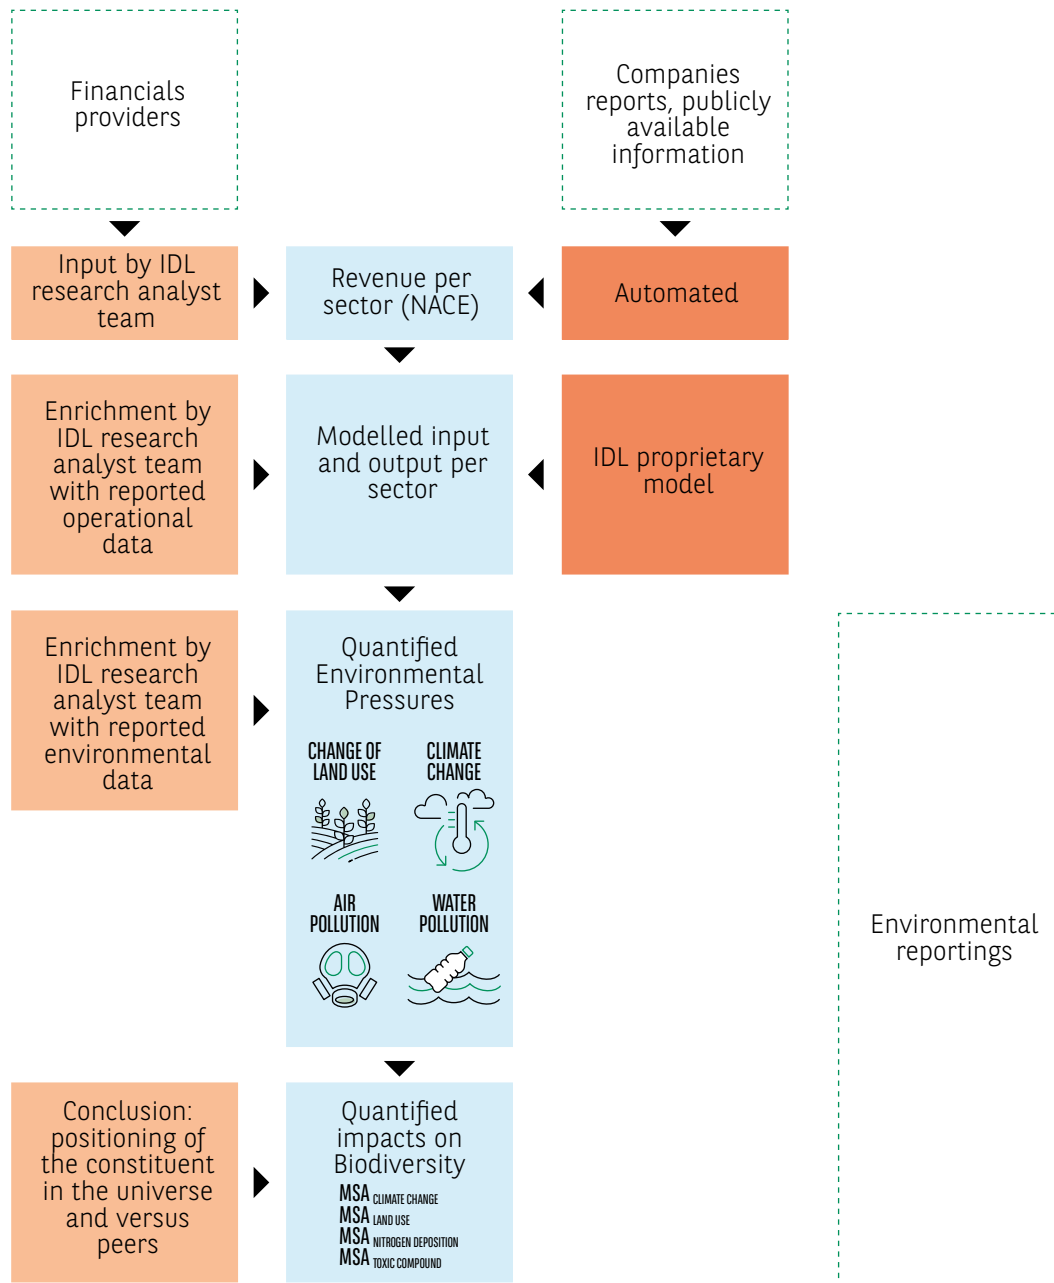 Financials
providers
Companies
reports, publicly
available
information
Input by IDL
research analyst
team
Revenue per
sector (NACE)
Automated
Enrichment by
IDL research
analyst team
with reported
operational
data
Modelled input
and output per
sector
IDL proprietary
model
Enrichment by
IDL research
analyst team
with reported
environmental
data
Quantified
Environmental
Pressures
CHANGE OF
LAND USE
CLIMATE
CHANGE
AIR
POLLUTION
WATER
POLLUTION
Environmental
reportings
Conclusion:
positioning of
the constituent
in the universe
and versus
peers
Quantified
impacts on
Biodiversity
MSA CLIMATE CHANGE
MSA LAND USE
MSA NITROGEN DEPOSITION
MSA TOXIC COMPOUND